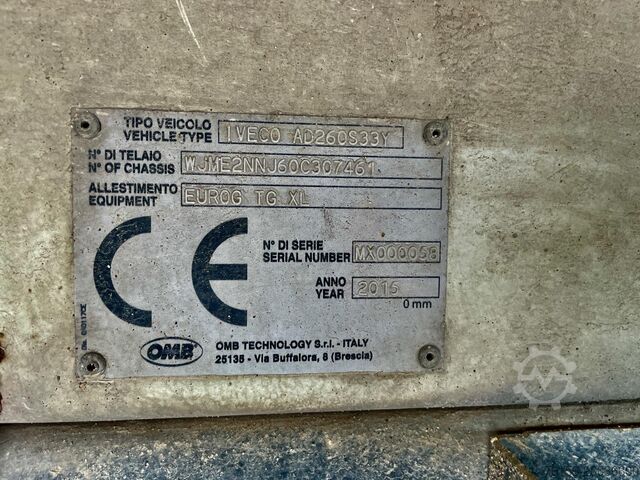 TIPO VEICOLO
VEHICLE TYPE IVECO AD260S33Y
N° DI TELAIO
N° OF CHASSIS WJME2NNJ60C307461
ALLESTIMENTO
EQUIPMENT EUROG TG XL
CE
N° DI SERIE
SERIAL NUMBER MX000058
ANNO
YEAR 2015
0 mm
OMB OMB TECHNOLOGY S.r.l. - ITALY
25135 - Via Buffalora, 8 (Brescia)